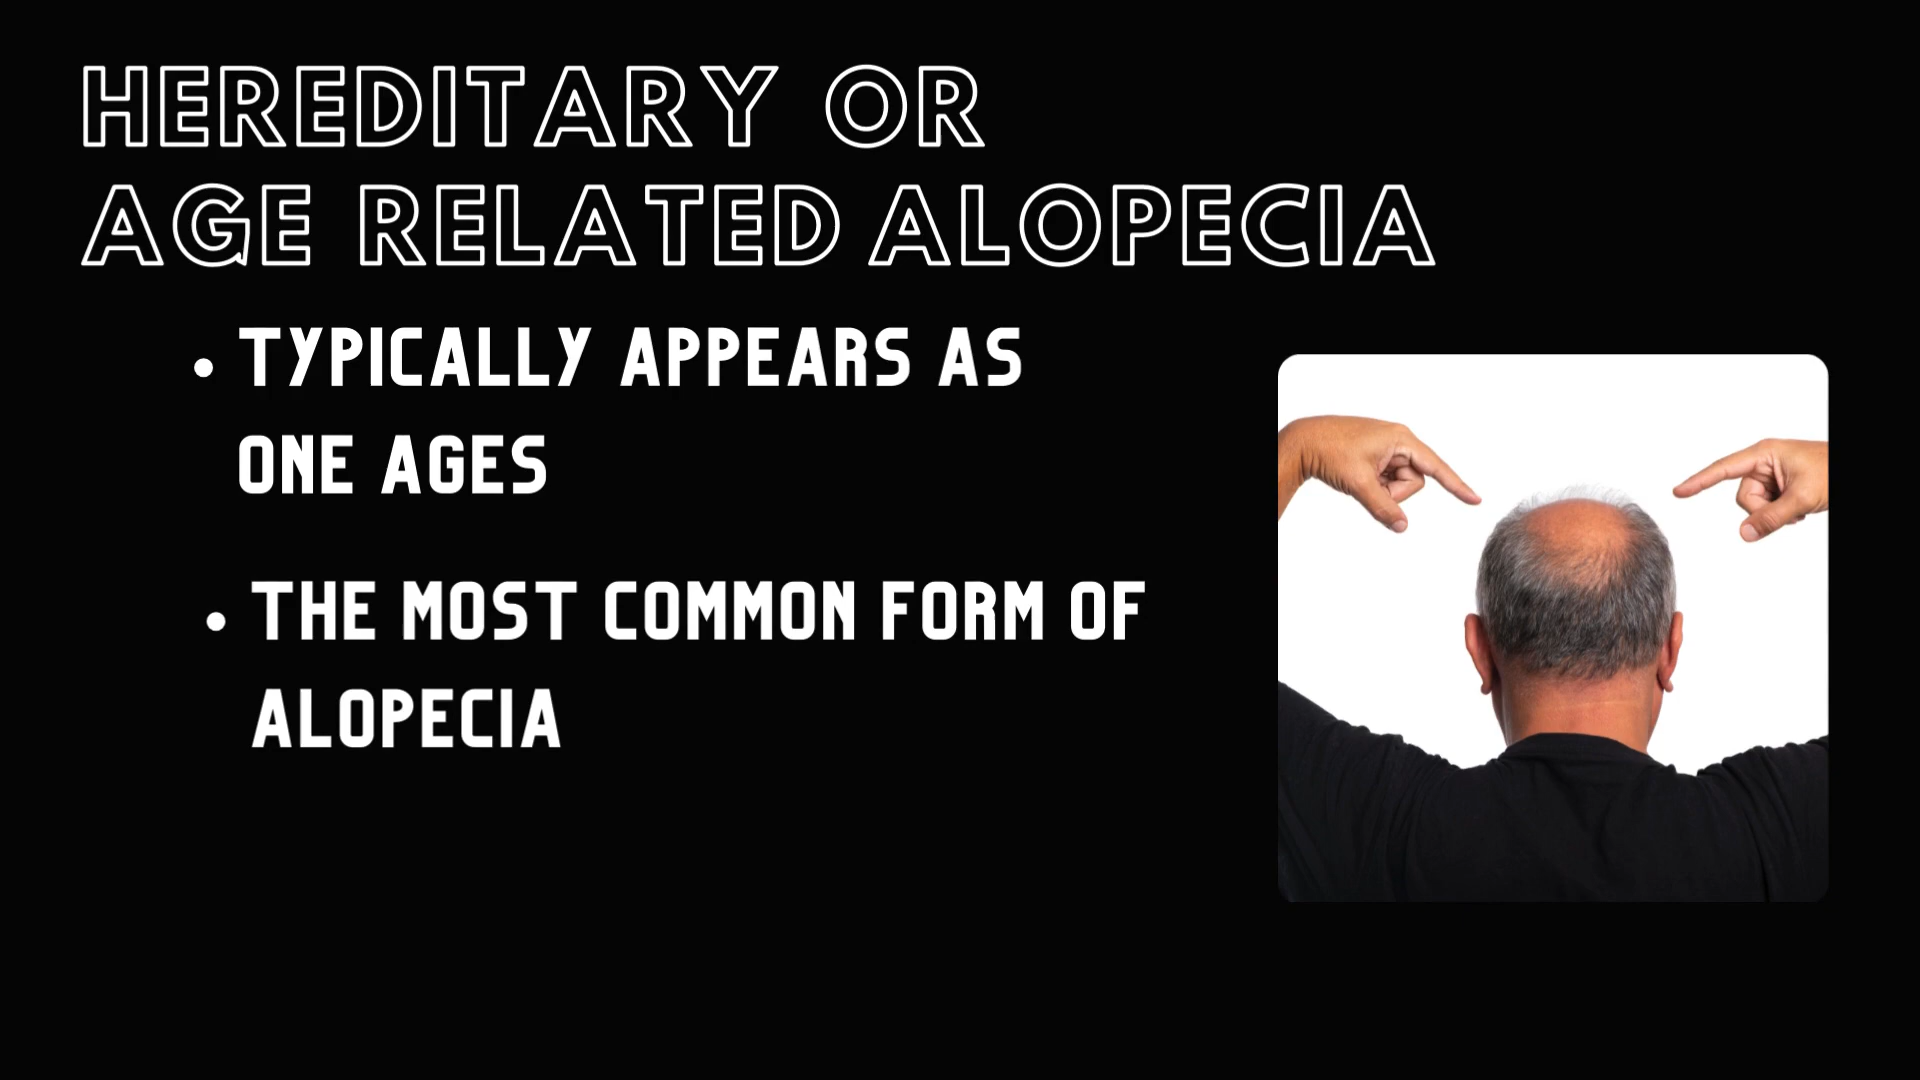 HEREDITARY OR
AGE RELATED ALOPECIA
• TYPICALLY APPEARS AS
ONE AGES
• THE MOST COMMON FORM OF
ALOPECIA